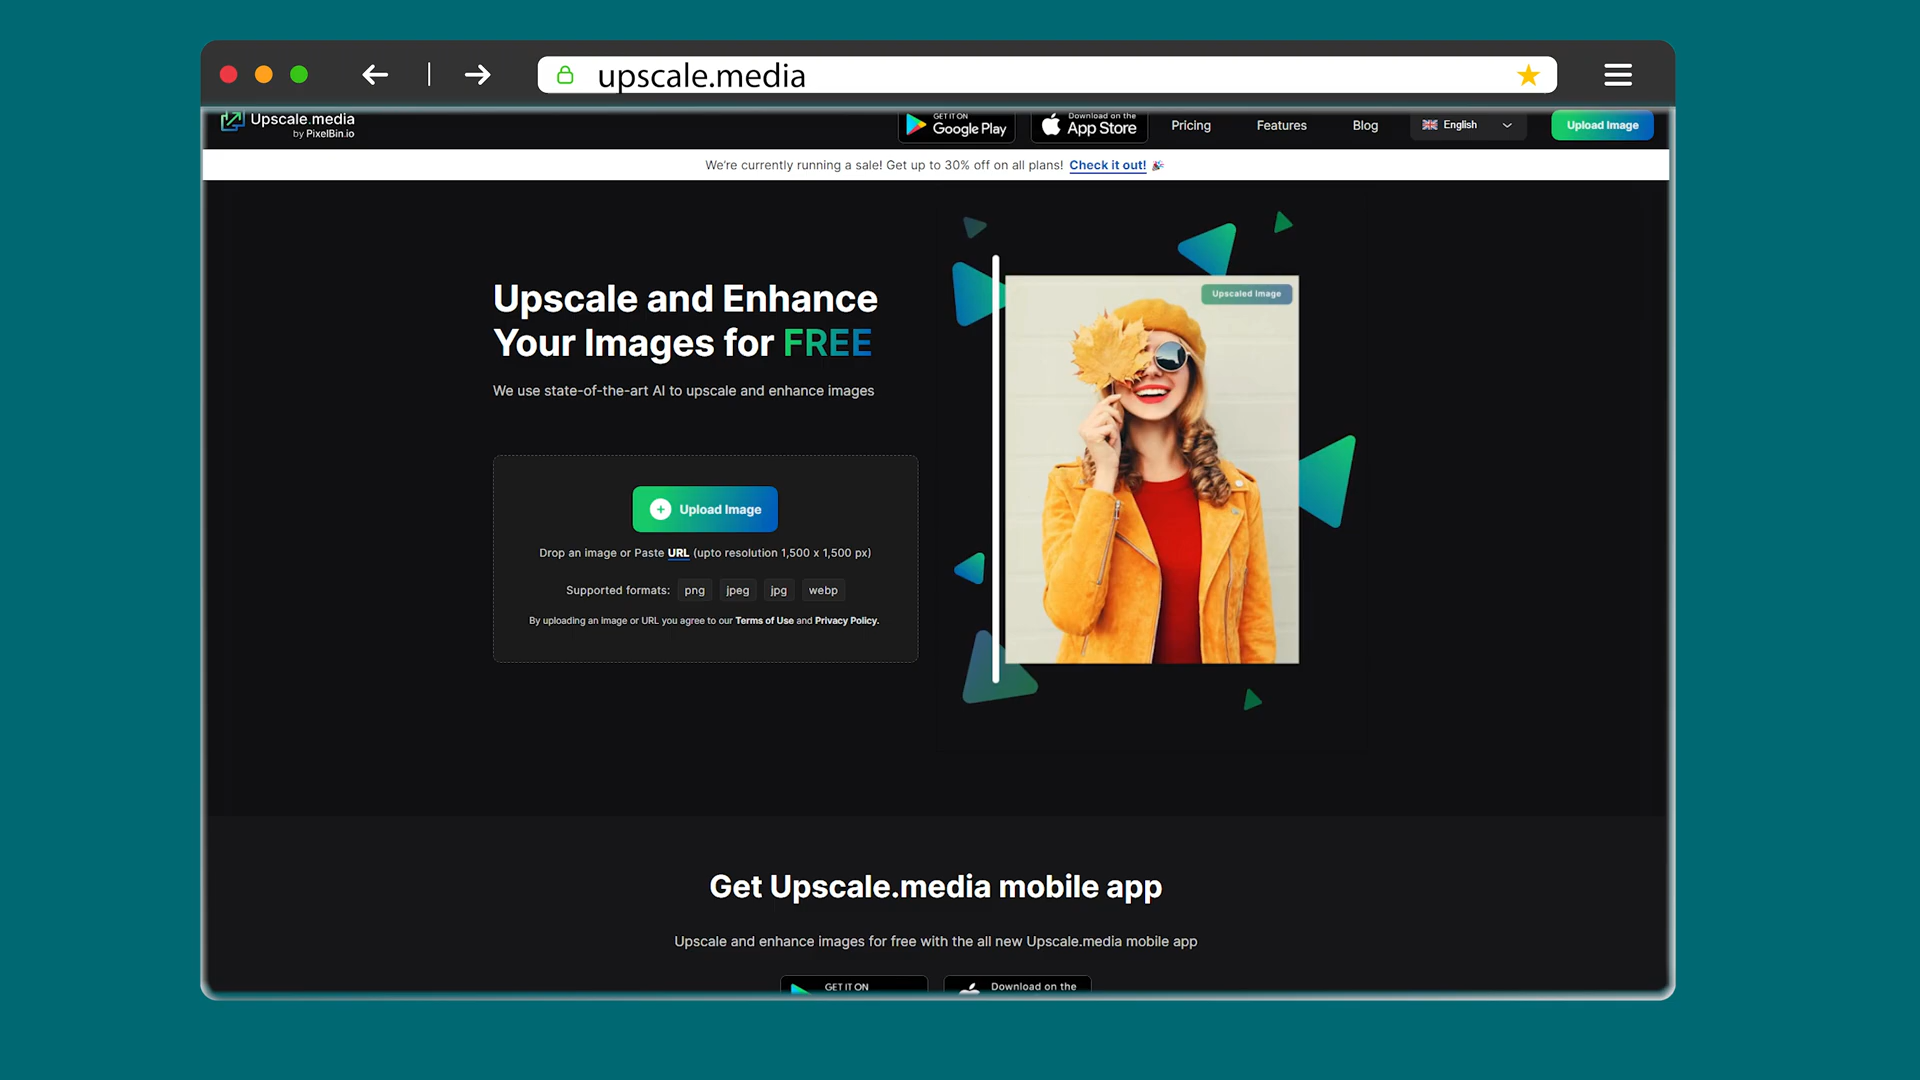 upscale.media
Upscale.media
by PixelBin.io
GET IT ON
Google Play
Download on the
App Store
Pricing
Features
Blog
English
Upload Image
We're currently running a sale! Get up to 30% off on all plans! Check it out!
Upscaled Image
Upscale and Enhance
Your Images for FREE
We use state-of-the-art AI to upscale and enhance images
Upload Image
Drop an image or Paste URL (upto resolution 1,500 x 1,500 px)
Supported formats: png jpeg jpg webp
By uploading an image or URL you agree to our Terms of Use and Privacy Policy.
Get Upscale.media mobile app
Upscale and enhance images for free with the all new Upscale.media mobile app
GET IT ON
Download on the